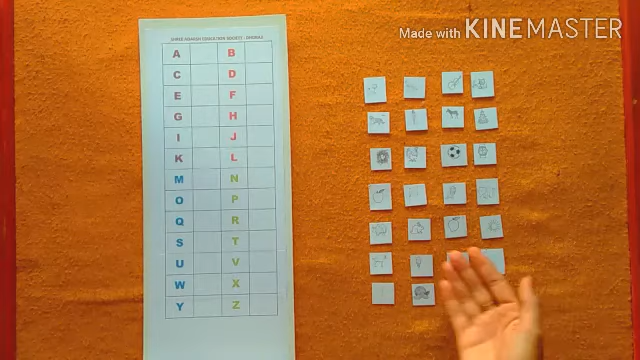 Made with KINEMASTER
A B
C D
E F
G H
I J
K L
M N
O P
Q R
S T
U V
W X
Y Z